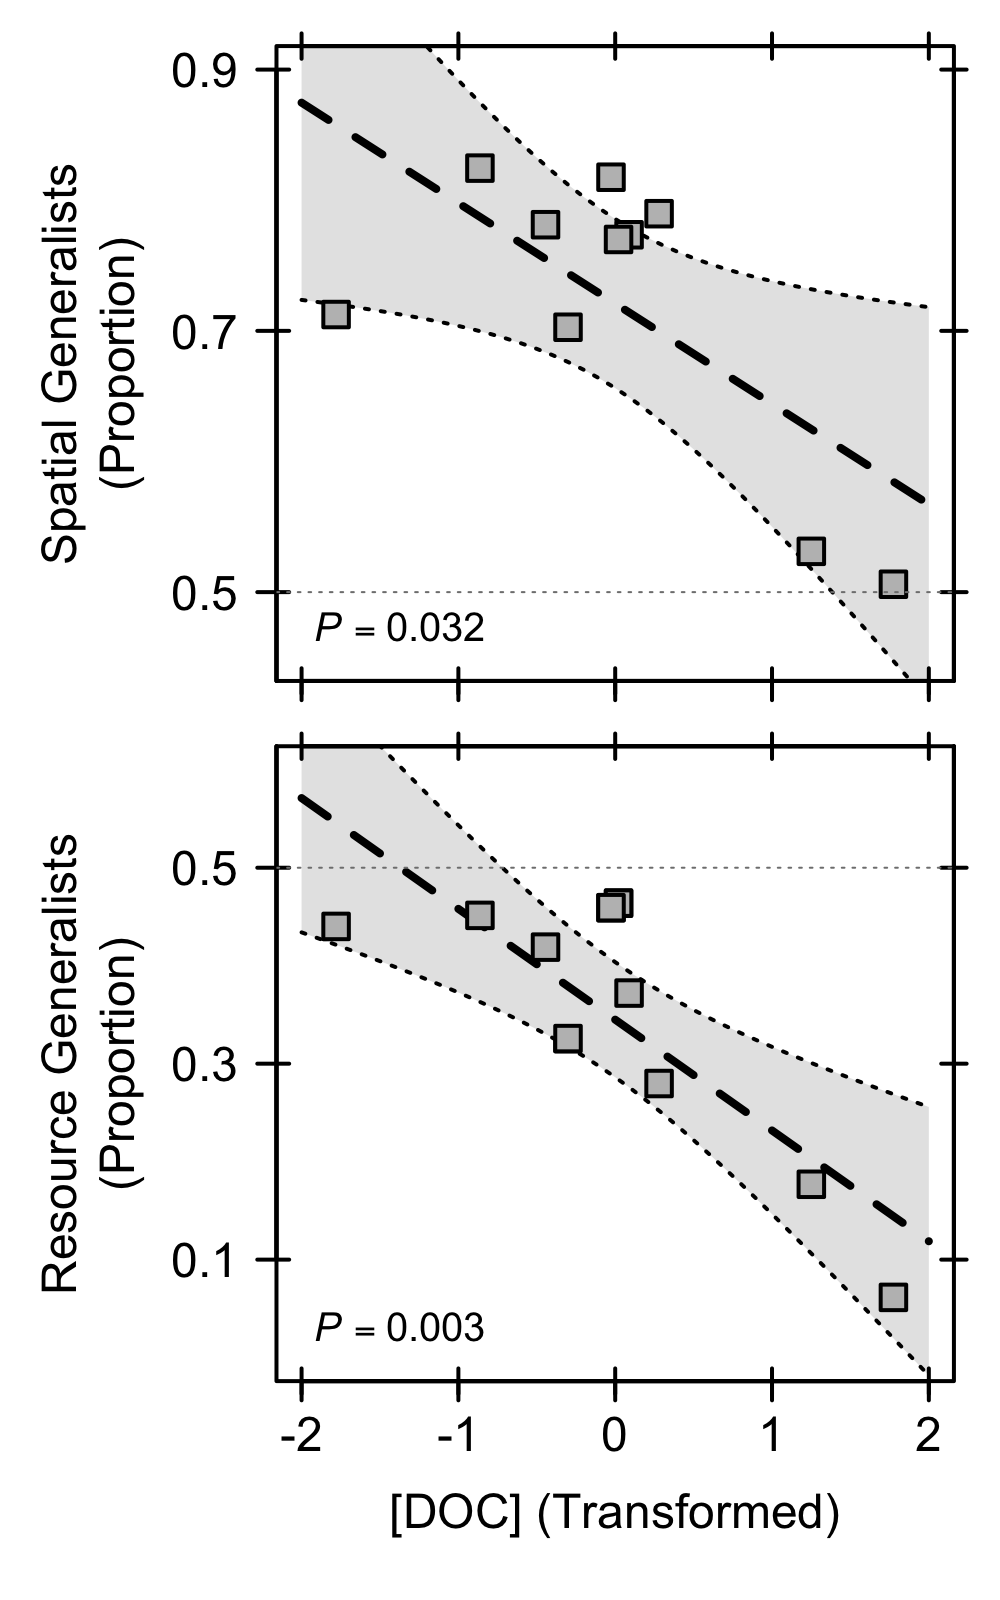 Spatial Generalists
(Proportion)
0.9
0.7
0.5
P = 0.032
Resource Generalists
(Proportion)
0.5
0.3
0.1
P = 0.003
-2 -1 0 1 2
[DOC] (Transformed)